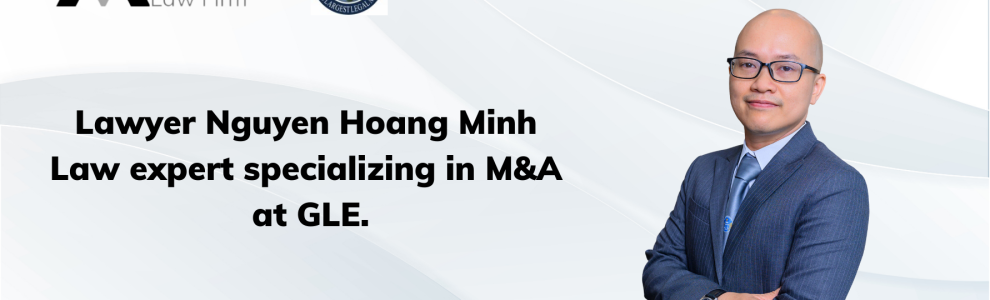 Law Firm
LARGEST LEGAL
Lawyer Nguyen Hoang Minh
Law expert specializing in M&A
at GLE.